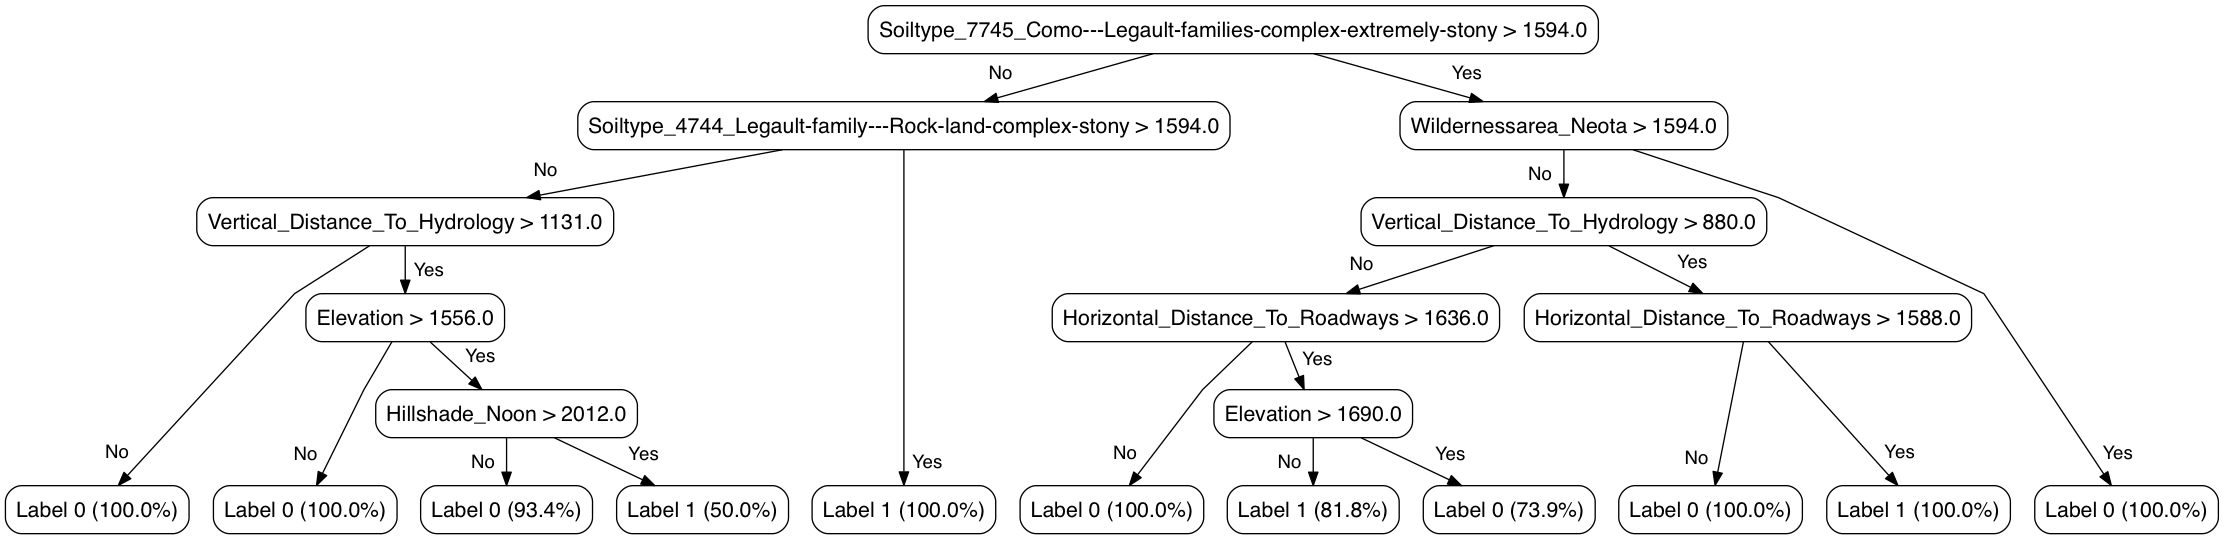 Soiltype_7745_Como---Legault-families-complex-extremely-stony > 1594.0
No
Yes
Soiltype_4744_Legault-family---Rock-land-complex-stony > 1594.0
Wildernessarea_Neota > 1594.0
No
No
Vertical_Distance_To_Hydrology > 1131.0
Vertical_Distance_To_Hydrology > 880.0
Yes
No
Yes
Elevation > 1556.0
Horizontal_Distance_To_Roadways > 1636.0
Horizontal_Distance_To_Roadways > 1588.0
Yes
Yes
Hillshade_Noon > 2012.0
Elevation > 1690.0
No
No
No
Yes
Yes
No
No
Yes
No
Yes
Yes
Label 0 (100.0%)
Label 0 (100.0%)
Label 0 (93.4%)
Label 1 (50.0%)
Label 1 (100.0%)
Label 0 (100.0%)
Label 1 (81.8%)
Label 0 (73.9%)
Label 0 (100.0%)
Label 1 (100.0%)
Label 0 (100.0%)